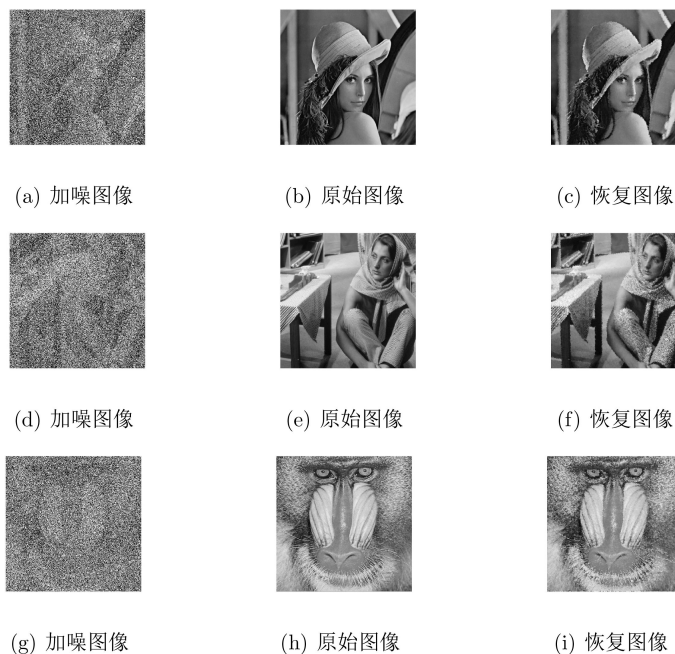 (a) 加噪图像 (b) 原始图像 (c) 恢复图像
(d) 加噪图像 (e) 原始图像 (f) 恢复图像
(g) 加噪图像 (h) 原始图像 (i) 恢复图像